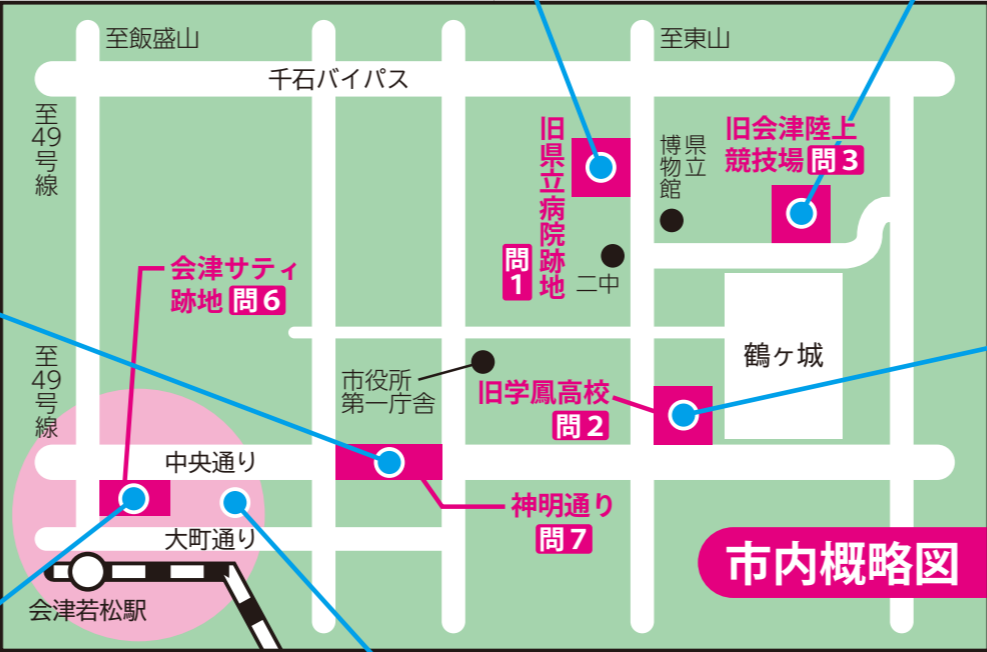 至飯盛山
至東山
千石バイパス
至49号線
旧県立病院跡地
問1
県立
博物館
旧会津陸上
競技場 問3
二中
会津サティ
跡地 問6
至49号線
市役所
第一庁舎
鶴ヶ城
旧学鳳高校
問2
中央通り
神明通り
問7
大町通り
市内概略図
会津若松駅